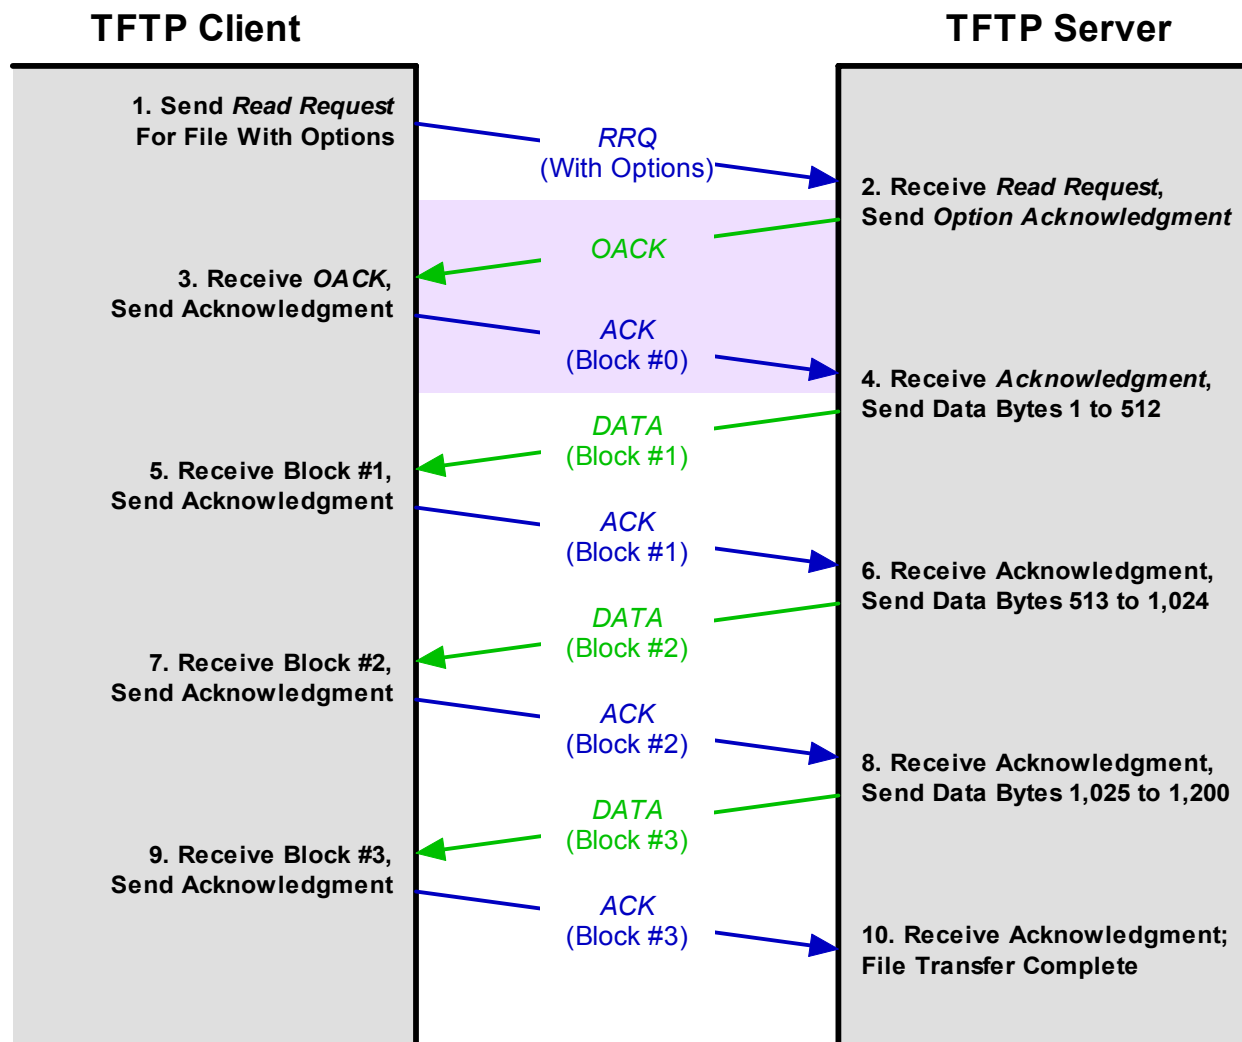 TFTP Client
TFTP Server
1. Send Read Request
For File With Options
RRQ
(With Options)
2. Receive Read Request,
Send Option Acknowledgment
OACK
3. Receive OACK,
Send Acknowledgment
ACK
(Block #0)
4. Receive Acknowledgment,
Send Data Bytes 1 to 512
DATA
(Block #1)
5. Receive Block #1,
Send Acknowledgment
ACK
(Block #1)
6. Receive Acknowledgment,
Send Data Bytes 513 to 1,024
DATA
(Block #2)
7. Receive Block #2,
Send Acknowledgment
ACK
(Block #2)
8. Receive Acknowledgment,
Send Data Bytes 1,025 to 1,200
DATA
(Block #3)
9. Receive Block #3,
Send Acknowledgment
ACK
(Block #3)
10. Receive Acknowledgment;
File Transfer Complete